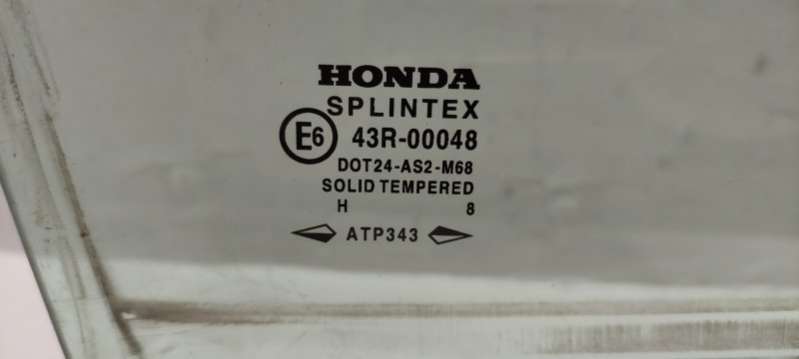 HONDA
SPLINTEX
E6 43R-00048
DOT24-AS2-M68
SOLID TEMPERED
H 8
ATP343